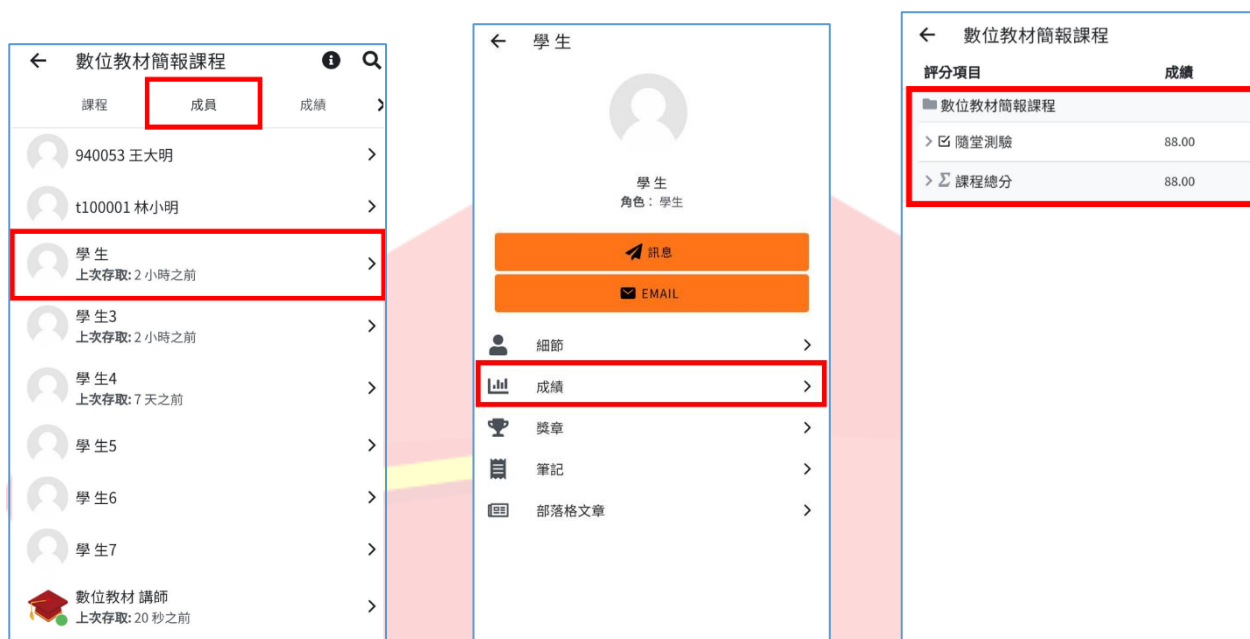 數位教材簡報課程
課程 成員 成績
940053 王大明
t100001 林小明
學 生
上次存取: 2 小時之前
學 生3
上次存取: 2 小時之前
學 生4
上次存取: 7 天之前
學 生5
學 生6
學 生7
數位教材 講師
上次存取: 20 秒之前
學 生
學 生
角色： 學生
訊息
EMAIL
細節
成績
獎章
筆記
部落格文章
數位教材簡報課程
評分項目 成績
數位教材簡報課程
隨堂測驗 88.00
Σ 課程總分 88.00